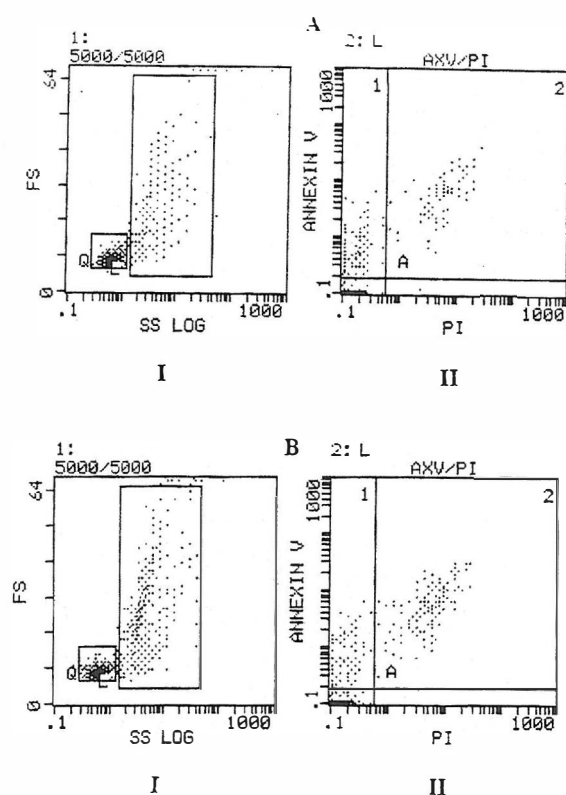 A
1:
5000/5000
64
FS
0
.1
1000
SS LOG
L
I
2: L
AXV/PI
1000
ANNEXIN V
.1
1
2
A
.1
1000
PI
II
B
1:
5000/5000
64
FS
0
.1
1000
SS LOG
L
I
2: L
AXV/PI
1000
ANNEXIN V
.1
1
2
A
.1
1000
PI
II